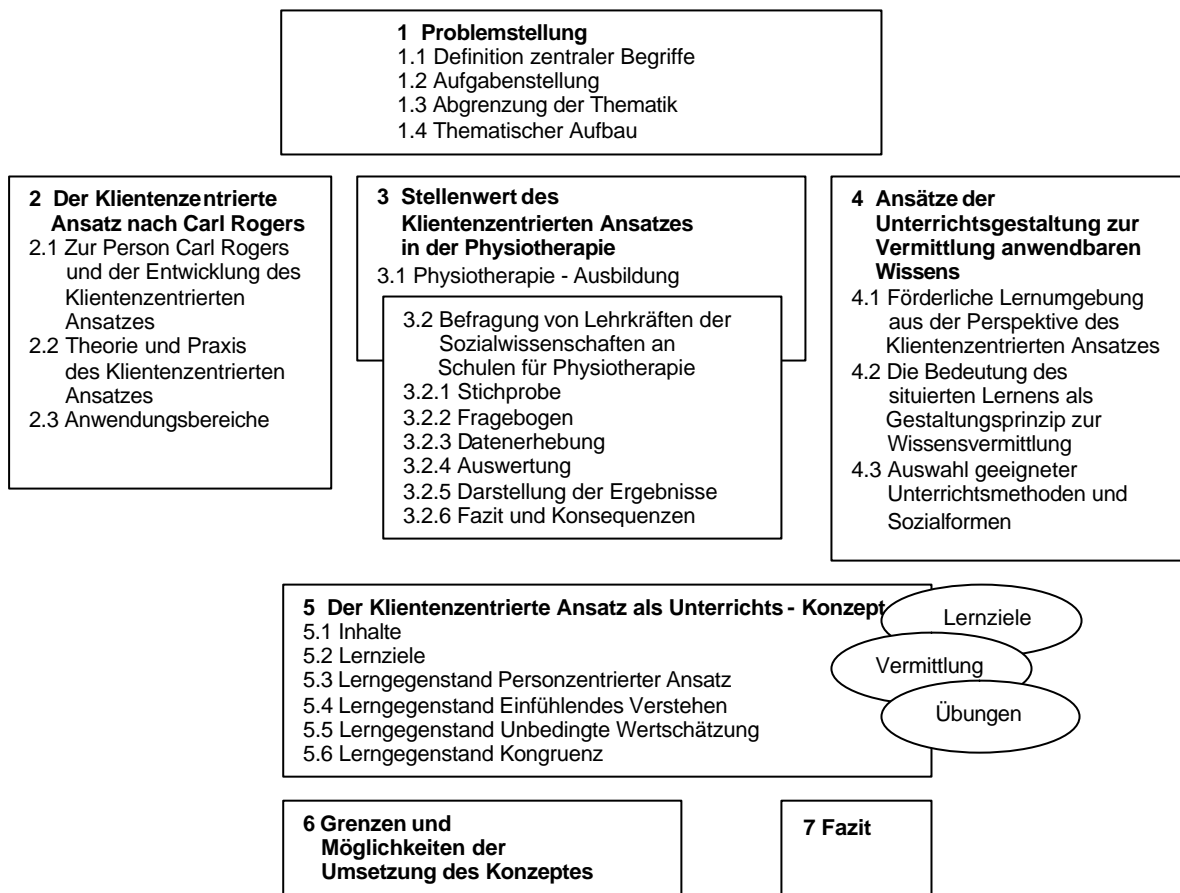 1 Problemstellung
1.1 Definition zentraler Begriffe
1.2 Aufgabenstellung
1.3 Abgrenzung der Thematik
1.4 Thematischer Aufbau
2 Der Klientenzentrierte
Ansatz nach Carl Rogers
2.1 Zur Person Carl Rogers
und der Entwicklung des
Klientenzentrierten
Ansatzes
2.2 Theorie und Praxis
des Klientenzentrierten
Ansatzes
2.3 Anwendungsbereiche
3 Stellenwert des
Klientenzentrierten Ansatzes
in der Physiotherapie
3.1 Physiotherapie - Ausbildung
3.2 Befragung von Lehrkräften der
Sozialwissenschaften an
Schulen für Physiotherapie
3.2.1 Stichprobe
3.2.2 Fragebogen
3.2.3 Datenerhebung
3.2.4 Auswertung
3.2.5 Darstellung der Ergebnisse
3.2.6 Fazit und Konsequenzen
4 Ansätze der
Unterrichtsgestaltung zur
Vermittlung anwendbaren
Wissens
4.1 Förderliche Lernumgebung
aus der Perspektive des
Klientenzentrierten Ansatzes
4.2 Die Bedeutung des
situierten Lernens als
Gestaltungsprinzip zur
Wissensvermittlung
4.3 Auswahl geeigneter
Unterrichtsmethoden und
Sozialformen
5 Der Klientenzentrierte Ansatz als Unterrichts - Konzept
5.1 Inhalte
5.2 Lernziele
5.3 Lerngegenstand Personzentrierter Ansatz
5.4 Lerngegenstand Einfühlendes Verstehen
5.5 Lerngegenstand Unbedingte Wertschätzung
5.6 Lerngegenstand Kongruenz
Lernziele
Vermittlung
Übungen
6 Grenzen und
Möglichkeiten der
Umsetzung des Konzeptes
7 Fazit